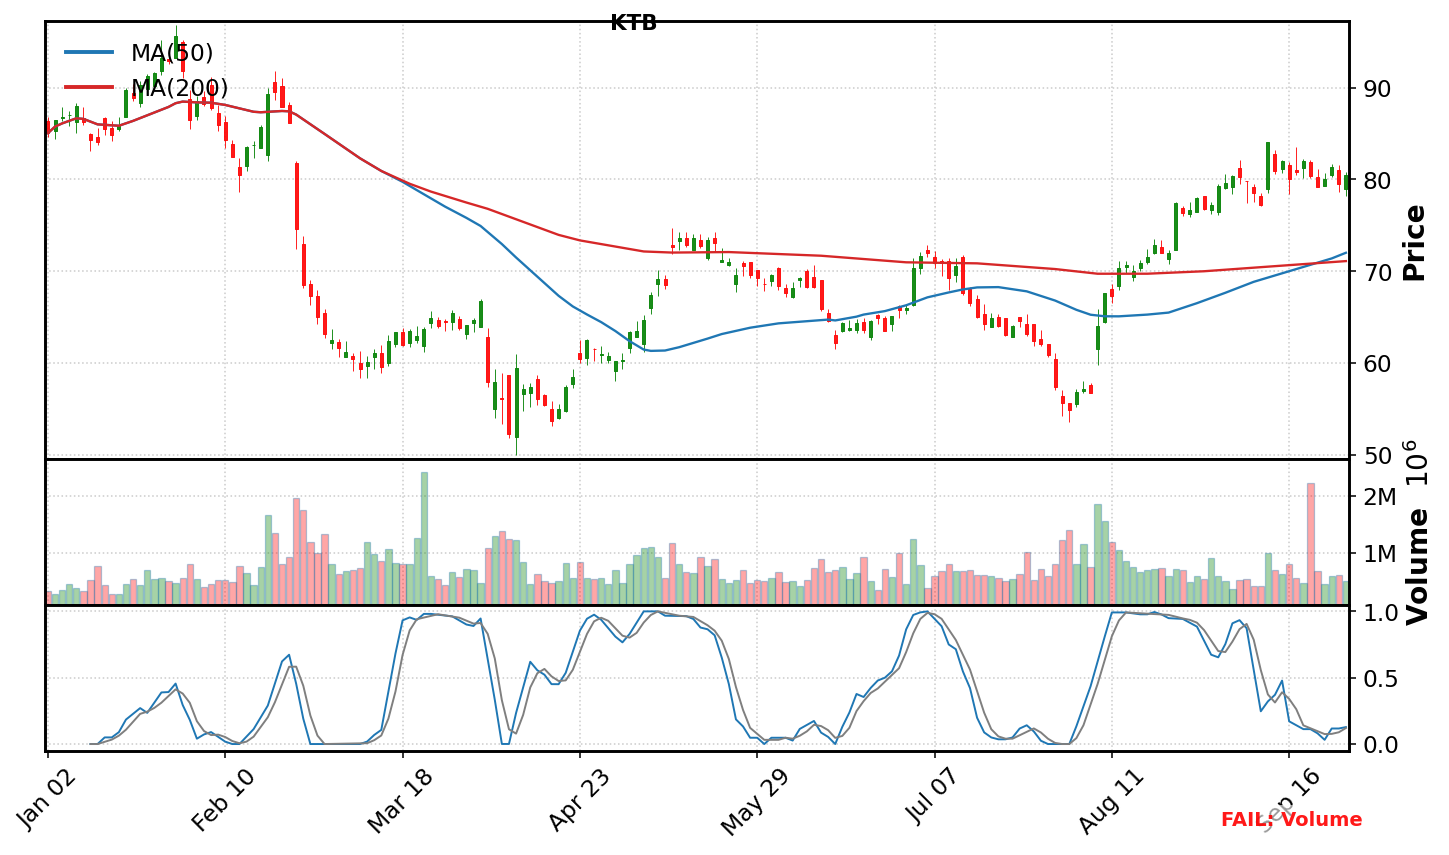 KTB
MA(50)
MA(200)
90
80
70
60
50
Price
2M
1M
Volume 10^6
1.0
0.5
0.0
Jan 02
Feb 10
Mar 18
Apr 23
May 29
Jul 07
Aug 11
Sep 16
FAIL: Volume